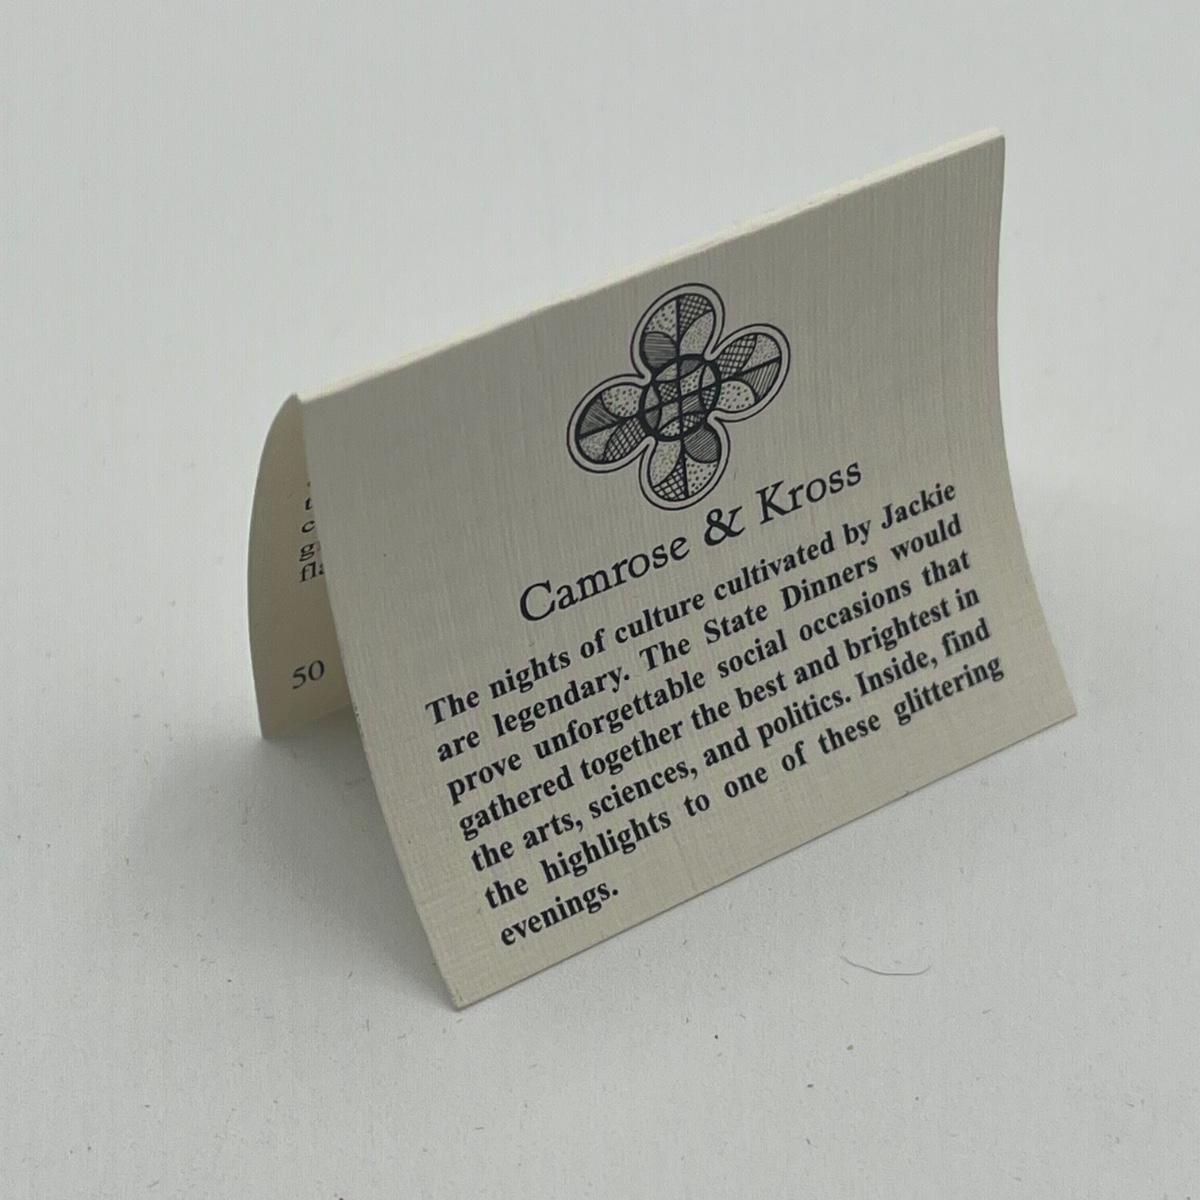 Camrose & Kross
The nights of culture cultivated by Jackie
are legendary. The State Dinners would
prove unforgettable social occasions that
gathered together the best and brightest in
the arts, sciences, and politics. Inside, find
the highlights to one of these glittering
evenings.
50